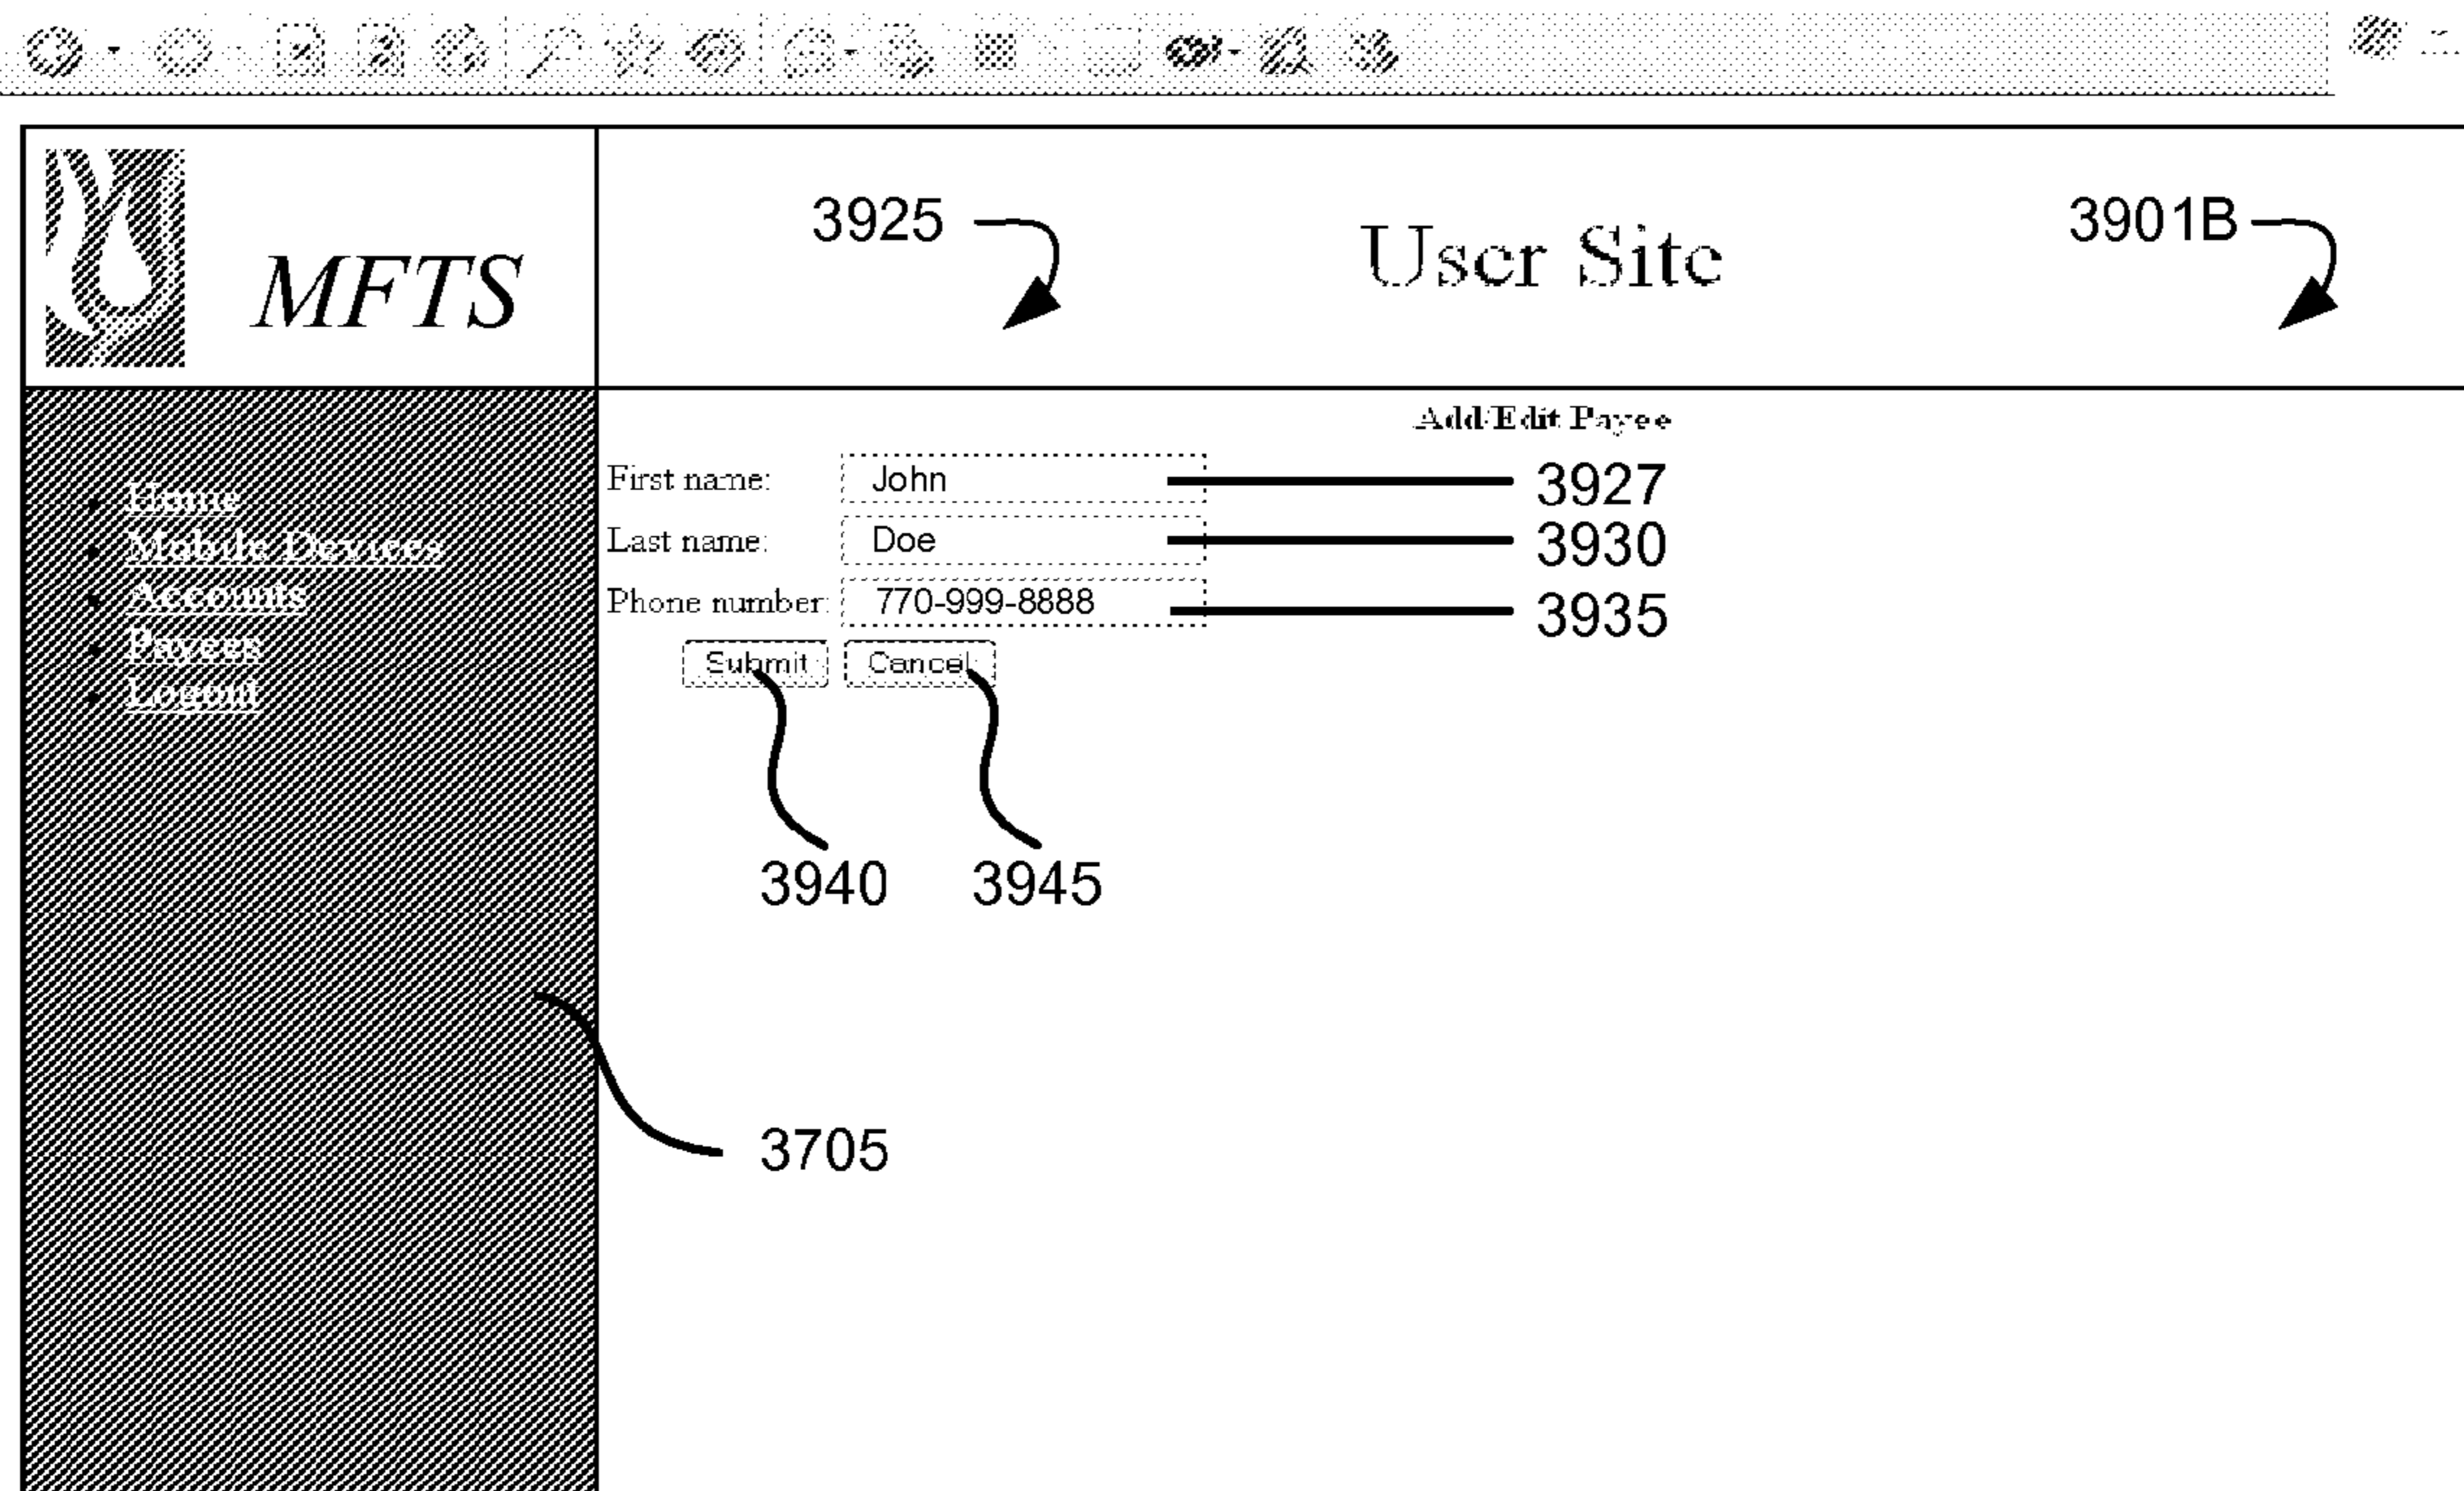 3925
User Site
3901B
MFTS
Add/Edit Payee
First name: John 3927
Last name: Doe 3930
Phone number: 770-999-8888 3935
Submit Cancel
3940 3945
Home
Mobile Devices
Accounts
Payees
Logout
3705